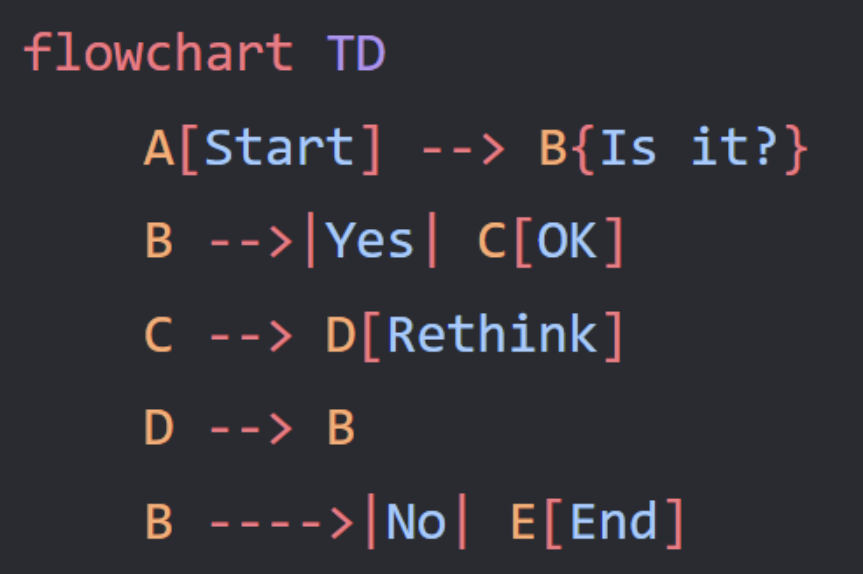 flowchart TD
    A[Start] --> B{Is it?}
    B -->|Yes| C[OK]
    C --> D[Rethink]
    D --> B
    B ---->|No| E[End]